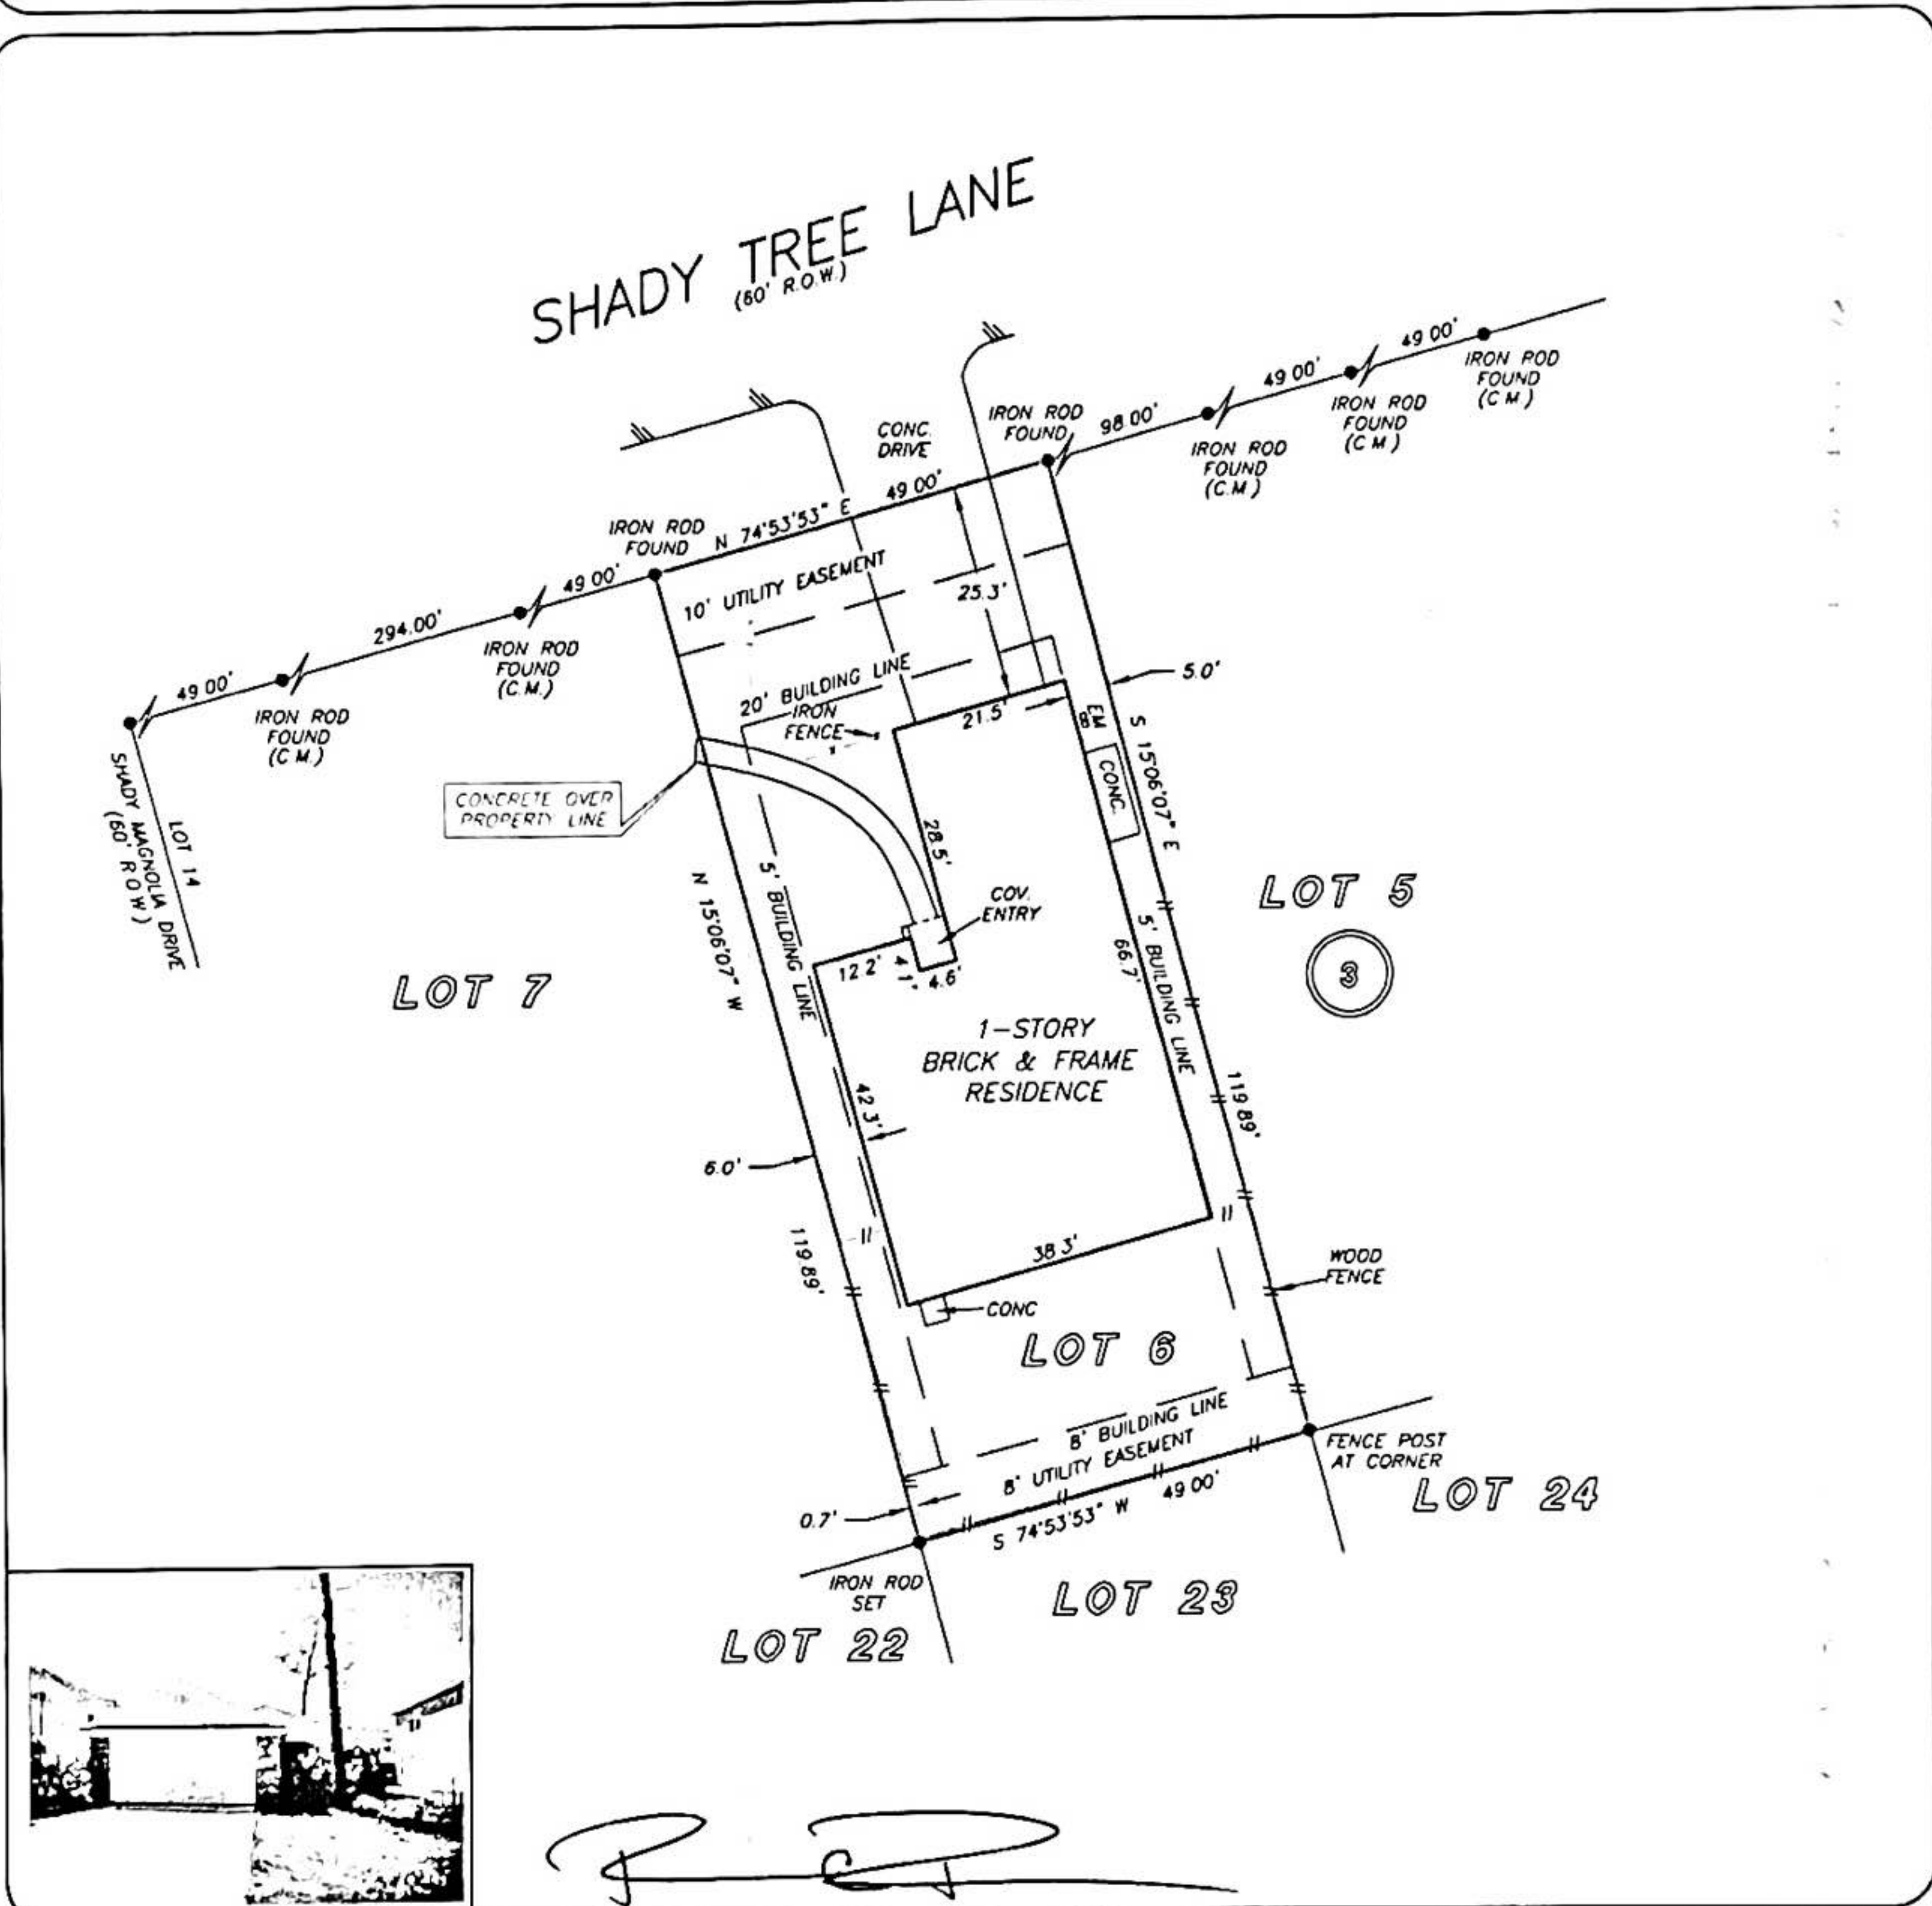 SHADY TREE LANE
(60' R.O.W.)
CONC.
DRIVE
IRON ROD
FOUND
98.00'
IRON ROD
FOUND
(C.M.)
49.00'
IRON ROD
FOUND
(C.M.)
49.00'
IRON ROD
FOUND
(C.M.)
IRON ROD
FOUND
N 74°53'53" E 49.00'
49.00'
IRON ROD
FOUND
(C.M.)
294.00'
IRON ROD
FOUND
(C.M.)
49.00'
LOT 14
SHADY MAGNOLIA DRIVE
(60' R.O.W.)
10' UTILITY EASEMENT
25.3'
20' BUILDING LINE
IRON
FENCE
21.5'
5.0'
EM
CONC.
S 15°06'07" E
CONCRETE OVER
PROPERTY LINE
28.5'
COV.
ENTRY
5' BUILDING LINE
N 15°06'07" W
LOT 7
12.2'
4.1'
4.6'
66.7'
5' BUILDING LINE
LOT 5
3
1-STORY
BRICK & FRAME
RESIDENCE
42.3'
119.89'
6.0'
119.89'
38.3'
WOOD
FENCE
CONC
LOT 6
8' BUILDING LINE
8' UTILITY EASEMENT
FENCE POST
AT CORNER
LOT 24
0.7'
S 74°53'53" W 49.00'
IRON ROD
SET
LOT 23
LOT 22